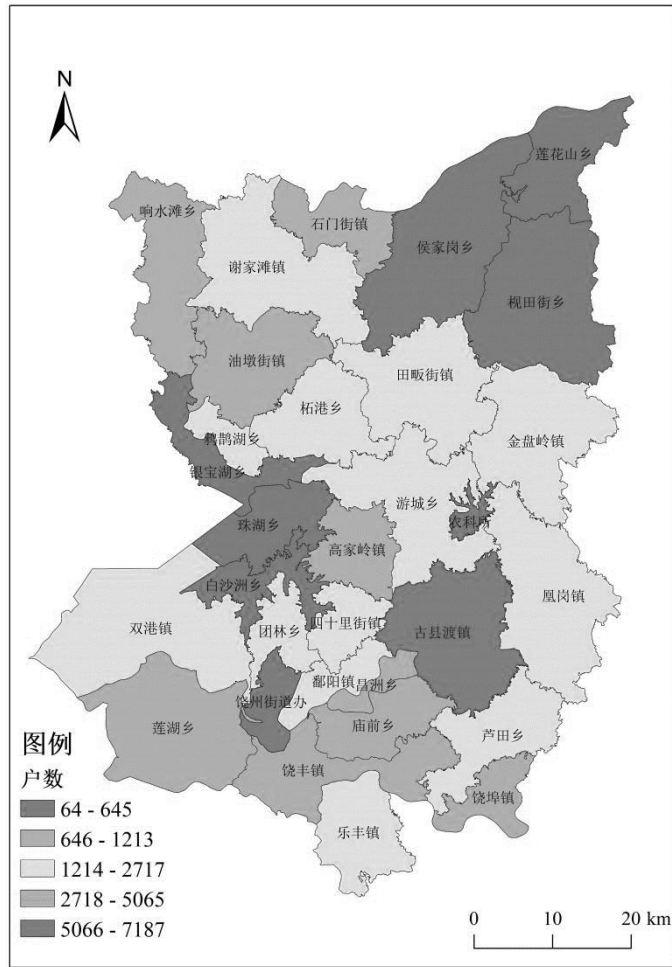 N
莲花山乡
响水滩乡
石门街镇
侯家岗乡
谢家滩镇
枧田街乡
油墩街镇
田畈街镇
柘港乡
鸦鹊湖乡
金盘岭镇
银宝湖乡
游城乡
珠湖乡
农科所
高家岭镇
白沙洲乡
凰岗镇
双港镇
团林乡
四十里街镇
古县渡镇
鄱阳镇
昌洲乡
饶州街道办
莲湖乡
庙前乡
芦田乡
饶丰镇
饶埠镇
乐丰镇
图例
户数
64 - 645
646 - 1213
1214 - 2717
2718 - 5065
5066 - 7187
0 10 20 km